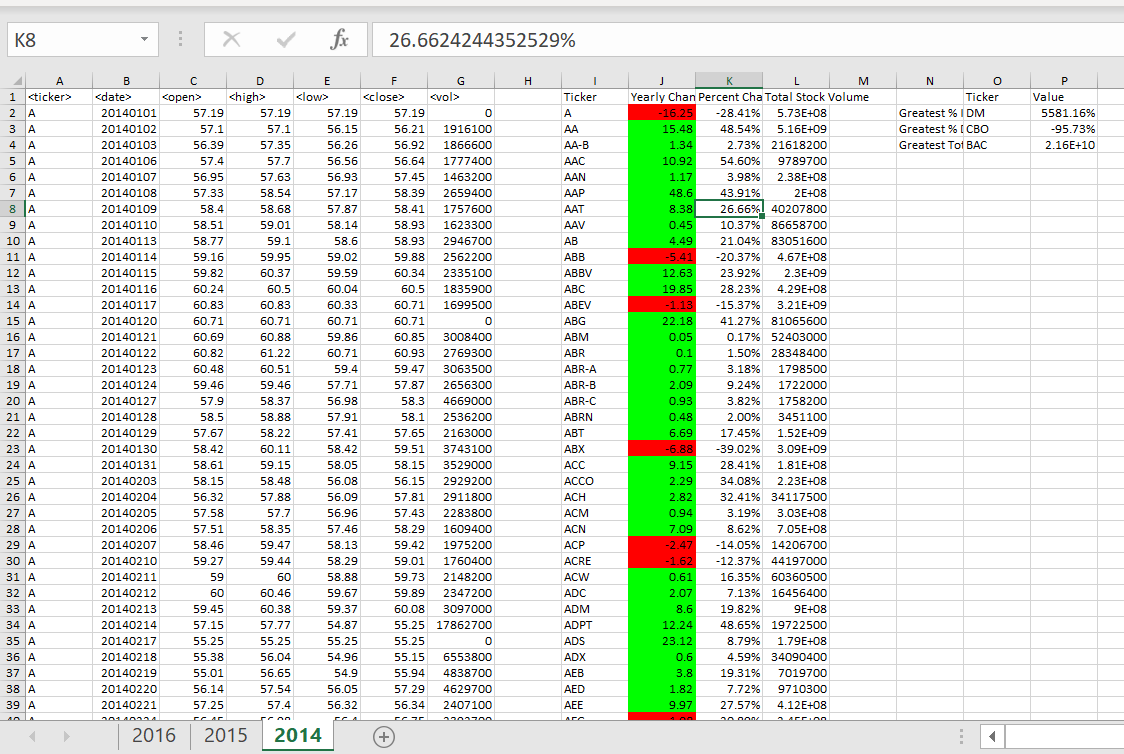 K8 fx 26.6624244352529%
A B C D E F G H I J K L M N O P
1 <ticker> <date> <open> <high> <low> <close> <vol> Ticker Yearly Chan Percent Cha Total Stock Volume Ticker Value
2 A 20140101 57.19 57.19 57.19 57.19 0 A -16.25 -28.41% 5.73E+08 Greatest % I DM 5581.16%
3 A 20140102 57.1 57.1 56.15 56.21 1916100 AA 15.48 48.54% 5.16E+09 Greatest % D CBO -95.73%
4 A 20140103 56.39 57.35 56.26 56.92 1866600 AA-B 1.34 2.73% 21618200 Greatest Tot BAC 2.16E+10
5 A 20140106 57.4 57.7 56.56 56.64 1777400 AAC 10.92 54.60% 9789700
6 A 20140107 56.95 57.63 56.93 57.45 1463200 AAN 1.17 3.98% 2.38E+08
7 A 20140108 57.33 58.54 57.17 58.39 2659400 AAP 48.6 43.91% 2E+08
8 A 20140109 58.4 58.68 57.87 58.41 1757600 AAT 8.38 26.66% 40207800
9 A 20140110 58.51 59.01 58.14 58.93 1623300 AAV 0.45 10.37% 86658700
10 A 20140113 58.77 59.1 58.6 58.93 2946700 AB 4.49 21.04% 83051600
11 A 20140114 59.16 59.95 59.02 59.88 2562200 ABB -5.41 -20.37% 4.67E+08
12 A 20140115 59.82 60.37 59.59 60.34 2335100 ABBV 12.63 23.92% 2.3E+09
13 A 20140116 60.24 60.5 60.04 60.5 1835900 ABC 19.85 28.23% 4.29E+08
14 A 20140117 60.83 60.83 60.33 60.71 1699500 ABEV -1.13 -15.37% 3.21E+09
15 A 20140120 60.71 60.71 60.71 60.71 0 ABG 22.18 41.27% 81065600
16 A 20140121 60.69 60.88 59.86 60.85 3008400 ABM 0.05 0.17% 52403000
17 A 20140122 60.82 61.22 60.71 60.93 2769300 ABR 0.1 1.50% 28348400
18 A 20140123 60.48 60.51 59.4 59.47 3063500 ABR-A 0.77 3.18% 1798500
19 A 20140124 59.46 59.46 57.71 57.87 2656300 ABR-B 2.09 9.24% 1722000
20 A 20140127 57.9 58.37 56.98 58.3 4669000 ABR-C 0.93 3.82% 1758200
21 A 20140128 58.5 58.88 57.91 58.1 2536200 ABRN 0.48 2.00% 3451100
22 A 20140129 57.67 58.22 57.41 57.65 2163000 ABT 6.69 17.45% 1.52E+09
23 A 20140130 58.42 60.11 58.42 59.51 3743100 ABX -6.88 -39.02% 3.09E+09
24 A 20140131 58.61 59.15 58.05 58.15 3529000 ACC 9.15 28.41% 1.81E+08
25 A 20140203 58.15 58.48 56.08 56.15 2929200 ACCO 2.29 34.08% 2.23E+08
26 A 20140204 56.32 57.88 56.09 57.81 2911800 ACH 2.82 32.41% 34117500
27 A 20140205 57.58 57.7 56.96 57.43 2283800 ACM 0.94 3.19% 3.03E+08
28 A 20140206 57.51 58.35 57.46 58.29 1609400 ACN 7.09 8.62% 7.05E+08
29 A 20140207 58.46 59.47 58.13 59.42 1975200 ACP -2.47 -14.05% 14206700
30 A 20140210 59.27 59.44 58.29 59.01 1760400 ACRE -1.62 -12.37% 44197000
31 A 20140211 59 60 58.88 59.73 2148200 ACW 0.61 16.35% 60360500
32 A 20140212 60 60.46 59.67 59.89 2347200 ADC 2.07 7.13% 16456400
33 A 20140213 59.45 60.38 59.37 60.08 3097000 ADM 8.6 19.82% 9E+08
34 A 20140214 57.15 57.77 54.87 55.25 17862700 ADPT 12.24 48.65% 19722500
35 A 20140217 55.25 55.25 55.25 55.25 0 ADS 23.12 8.79% 1.79E+08
36 A 20140218 55.38 56.04 54.96 55.15 6553800 ADX 0.6 4.59% 34090400
37 A 20140219 55.01 56.65 54.9 55.94 4838700 AEB 3.8 19.31% 7019700
38 A 20140220 56.14 57.54 56.05 57.29 4629700 AED 1.82 7.72% 9710300
39 A 20140221 57.25 57.4 56.32 56.34 2407100 AEE 9.97 27.57% 4.12E+08
2016 2015 2014